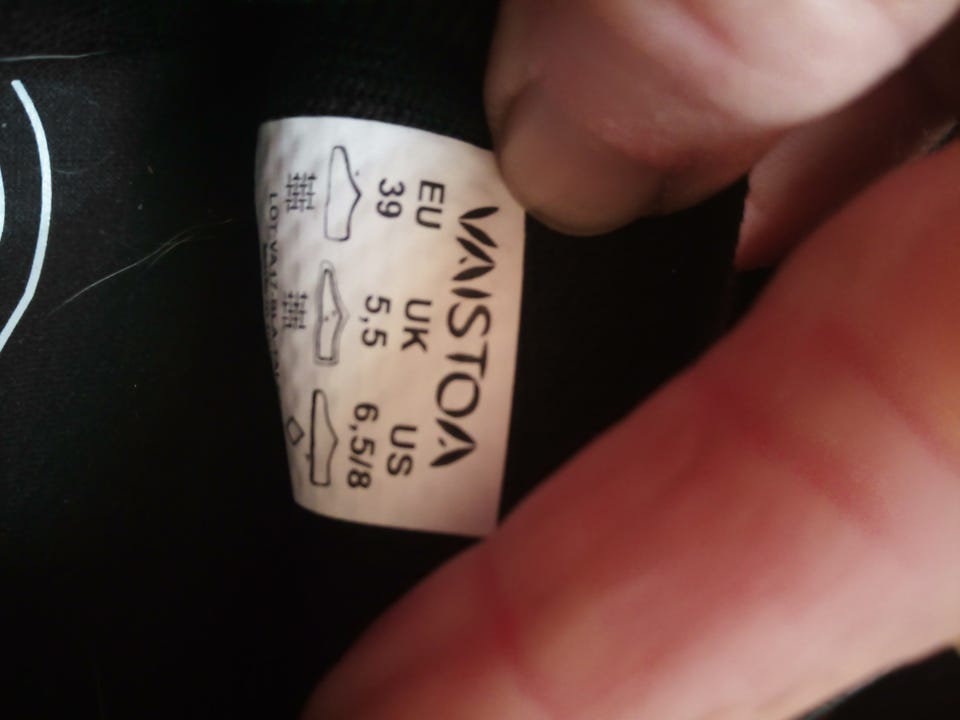 VAISTOA
EU UK US
39 5,5 6,5/8